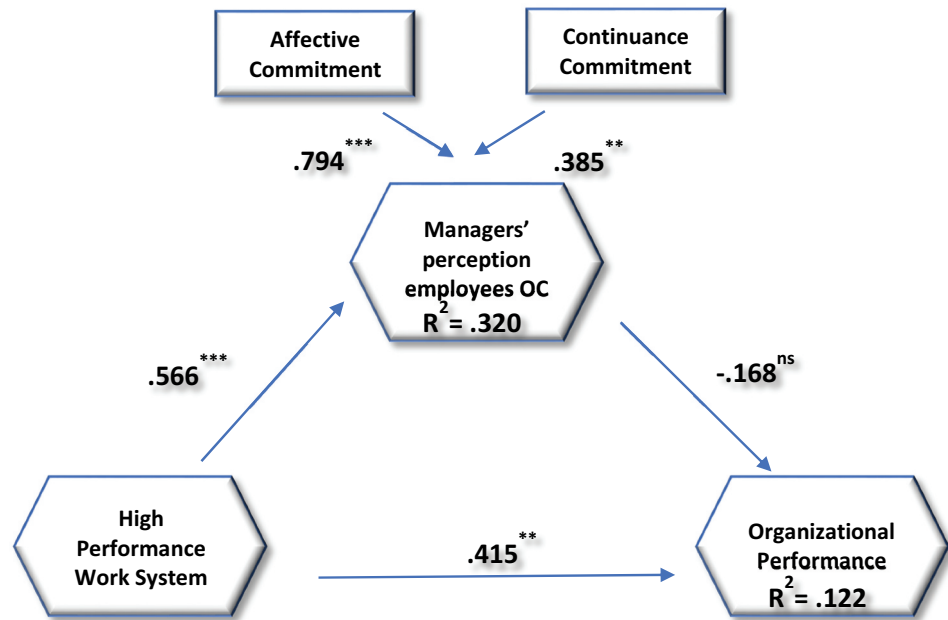 Affective
Commitment
Continuance
Commitment
.794***
.385**
Managers’
perception
employees OC
R²= .320
.566***
-.168ns
High
Performance
Work System
.415**
Organizational
Performance
R²= .122